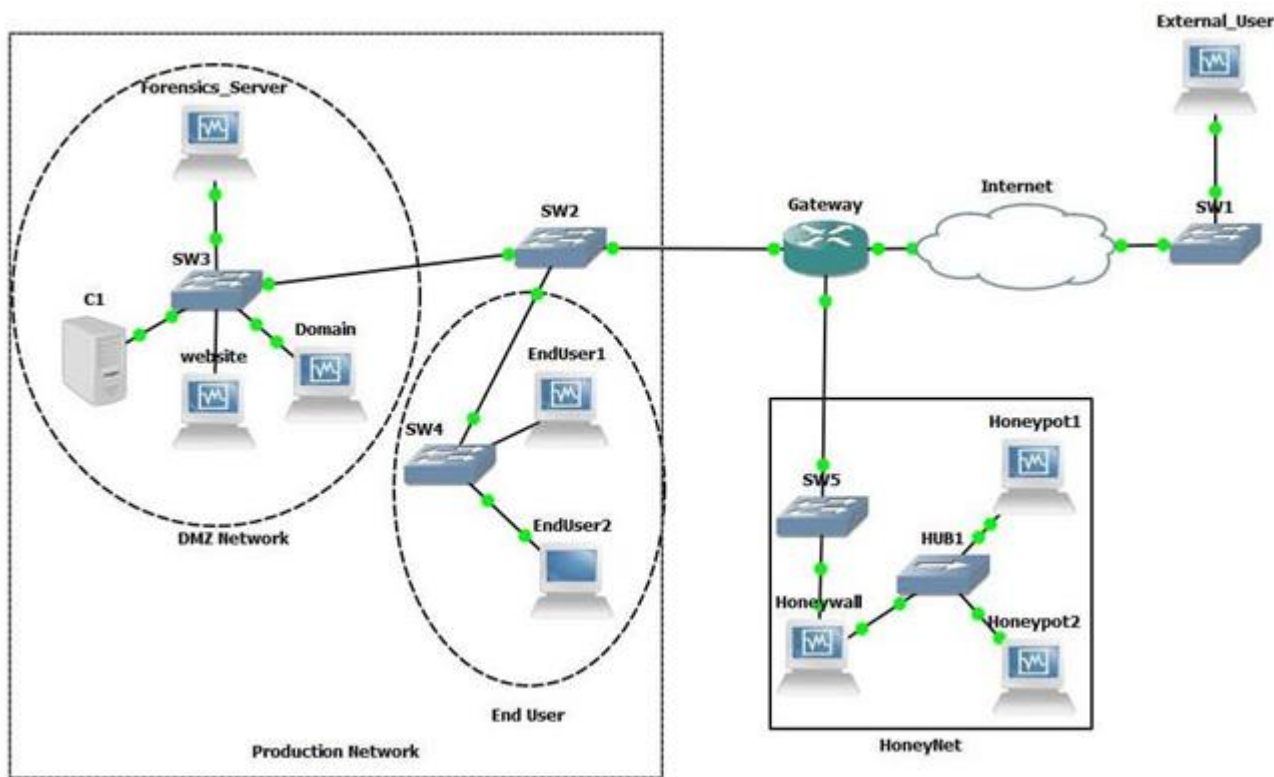 External_User
Forensics_Server
Internet
SW2
Gateway
SW1
SW3
C1
Domain
website
EndUser1
SW4
Honeypot1
SW5
EndUser2
HUB1
DMZ Network
Honeywall
Honeypot2
End User
Production Network
HoneyNet